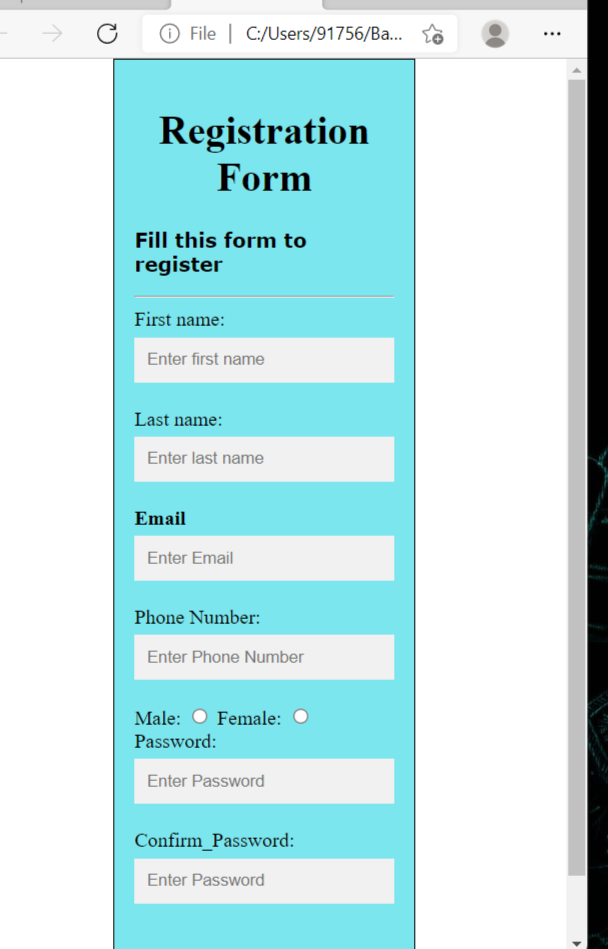 File | C:/Users/91756/Ba...
Registration
Form
Fill this form to
register
First name:
Enter first name
Last name:
Enter last name
Email
Enter Email
Phone Number:
Enter Phone Number
Male: Female:
Password:
Enter Password
Confirm_Password:
Enter Password